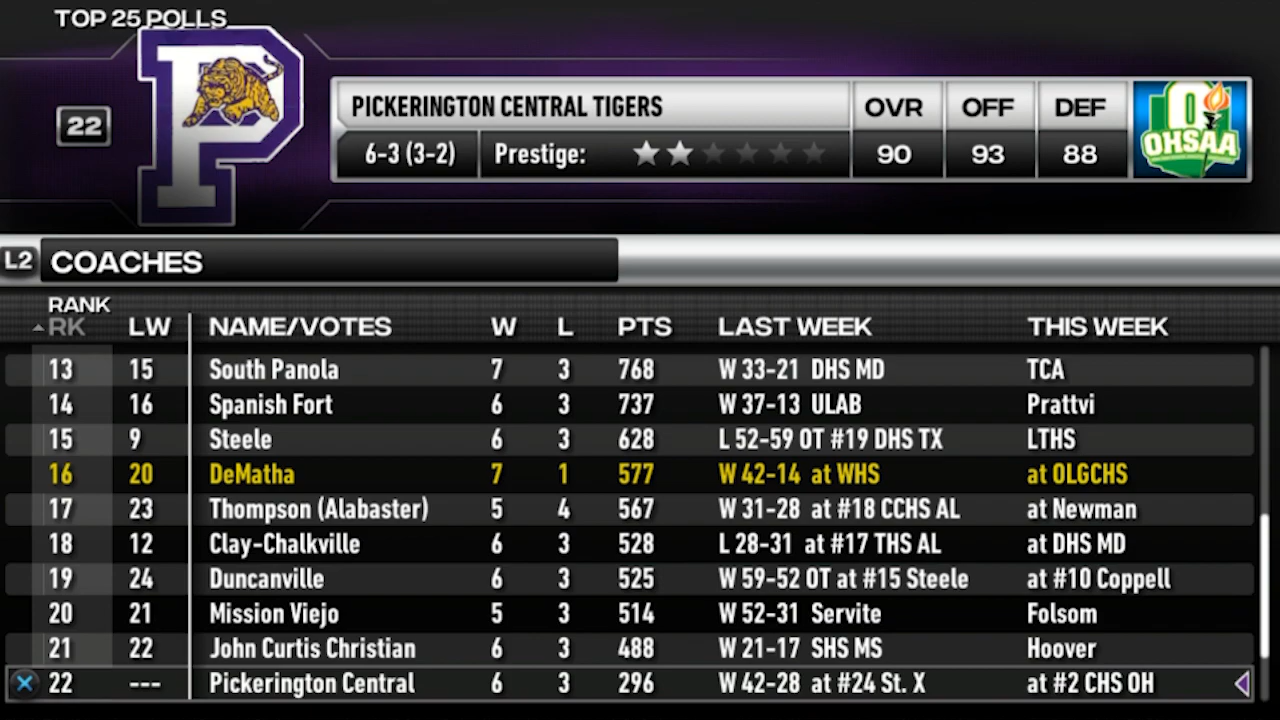 TOP 25 POLLS
22
P
PICKERINGTON CENTRAL TIGERS OVR OFF DEF
6-3 (3-2) Prestige: 90 93 88
O
OHSAA
L2 COACHES
RANK
RK LW NAME/VOTES W L PTS LAST WEEK THIS WEEK
13 15 South Panola 7 3 768 W 33-21 DHS MD TCA
14 16 Spanish Fort 6 3 737 W 37-13 ULAB Prattvi
15 9 Steele 6 3 628 L 52-59 OT #19 DHS TX LTHS
16 20 DeMatha 7 1 577 W 42-14 at WHS at OLGCHS
17 23 Thompson (Alabaster) 5 4 567 W 31-28 at #18 CCHS AL at Newman
18 12 Clay-Chalkville 6 3 528 L 28-31 at #17 THS AL at DHS MD
19 24 Duncanville 6 3 525 W 59-52 OT at #15 Steele at #10 Coppell
20 21 Mission Viejo 5 3 514 W 52-31 Servite Folsom
21 22 John Curtis Christian 6 3 488 W 21-17 SHS MS Hoover
22 --- Pickerington Central 6 3 296 W 42-28 at #24 St. X at #2 CHS OH